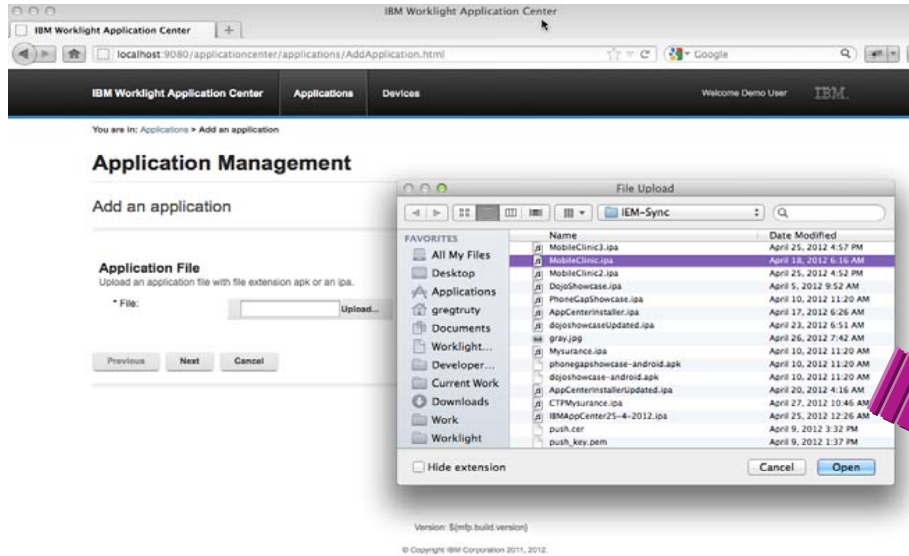 IBM Worklight Application Center
IBM Worklight Application Center
+
localhost:9080/applicationcenter/applications/AddApplication.html
Google
IBM Worklight Application Center
Applications
Devices
Welcome Demo User
IBM.
You are in: Applications > Add an application
Application Management
Add an application
Application File
Upload an application file with file extension apk or an ipa.
* File:
Upload...
Previous
Next
Cancel
File Upload
IEM-Sync
FAVORITES
All My Files
Desktop
Applications
gregtruty
Documents
Worklight...
Developer...
Current Work
Downloads
Work
Worklight
Name Date Modified
MobileClinic3.ipa April 25, 2012 4:57 PM
MobileClinic.ipa April 18, 2012 6:16 AM
MobileClinic2.ipa April 25, 2012 4:52 PM
DojoShowcase.ipa April 5, 2012 9:52 AM
PhoneGapShowcase.ipa April 10, 2012 11:20 AM
AppCenterInstaller.ipa April 17, 2012 6:26 AM
dojoshowcaseUpdated.ipa April 23, 2012 6:51 AM
gray.jpg April 26, 2012 7:42 AM
Mysurance.ipa April 10, 2012 11:20 AM
phonegapshowcase-android.apk April 10, 2012 11:20 AM
dojoshowcase-android.apk April 10, 2012 11:20 AM
AppCenterInstallerUpdated.ipa April 20, 2012 4:16 AM
CTPMysurance.ipa April 27, 2012 10:46 AM
IBMAppCenter25-4-2012.ipa April 25, 2012 12:26 AM
push.cer April 9, 2012 3:32 PM
push_key.pem April 9, 2012 1:37 PM
Hide extension
Cancel
Open
Version: ${mfp.build.version}
© Copyright IBM Corporation 2011, 2012.